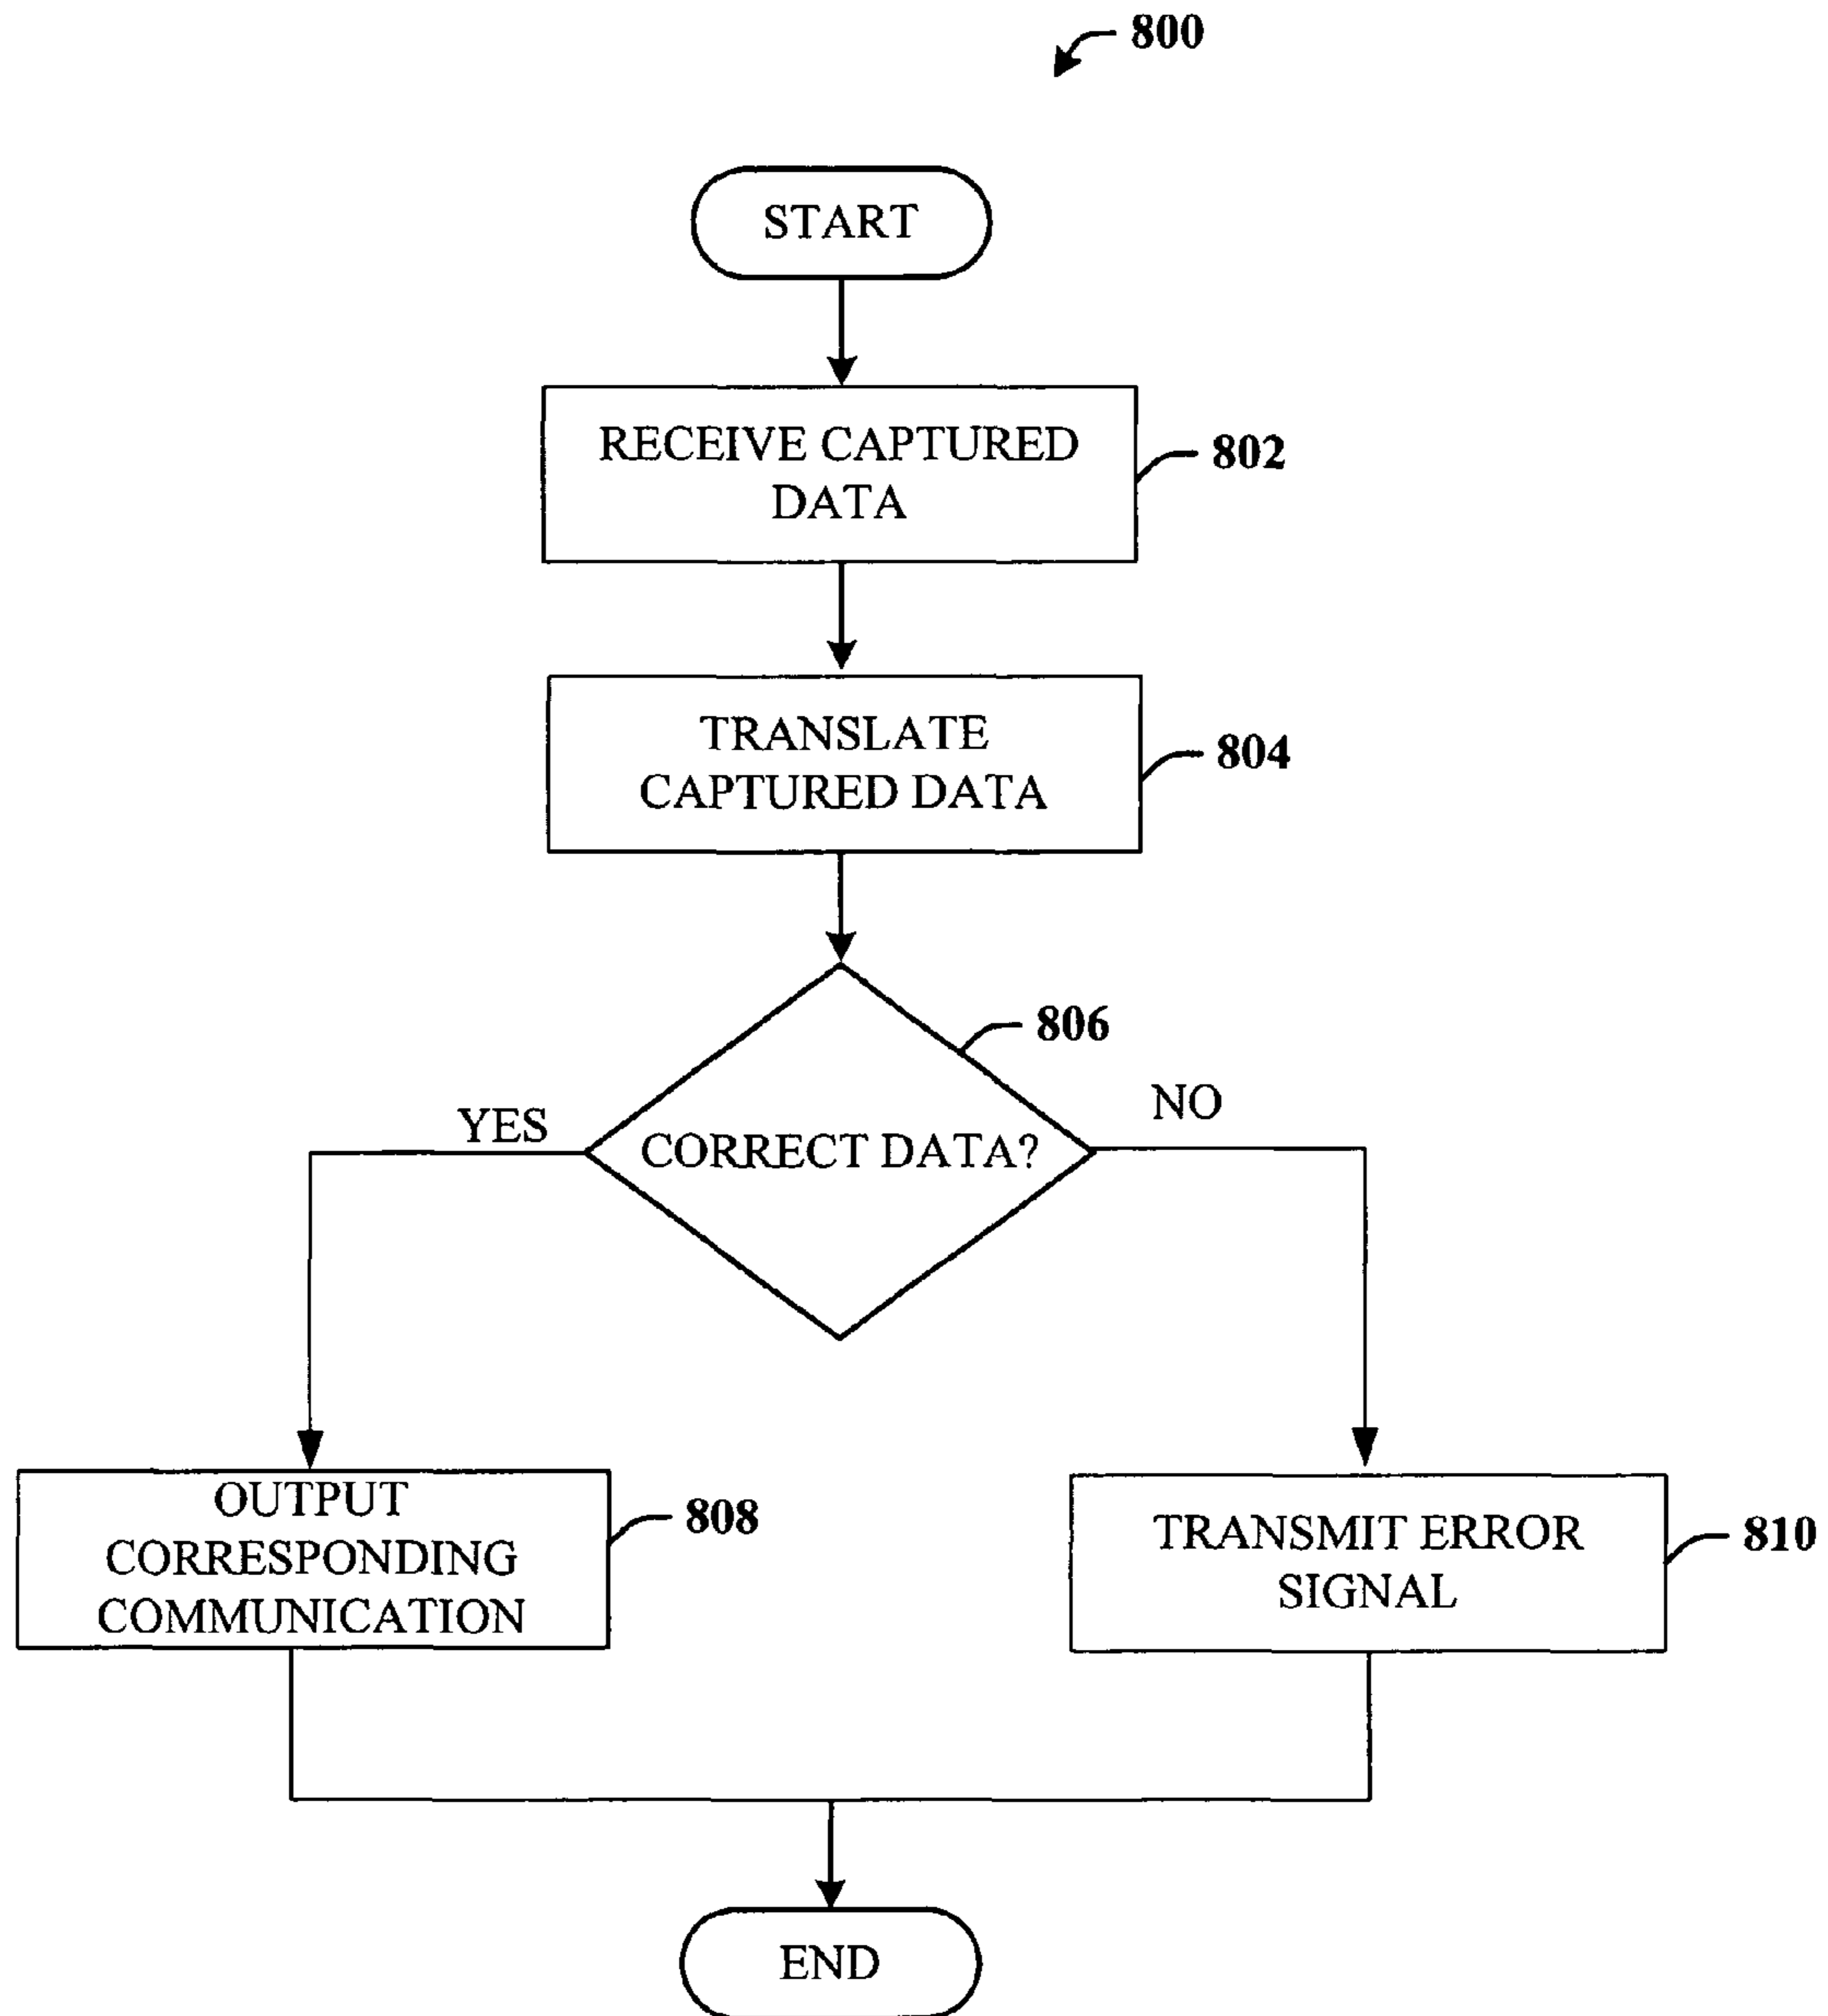 800
START
RECEIVE CAPTURED
DATA
802
TRANSLATE
CAPTURED DATA
804
806
YES
NO
CORRECT DATA?
OUTPUT
CORRESPONDING
COMMUNICATION
808
TRANSMIT ERROR
SIGNAL
810
END